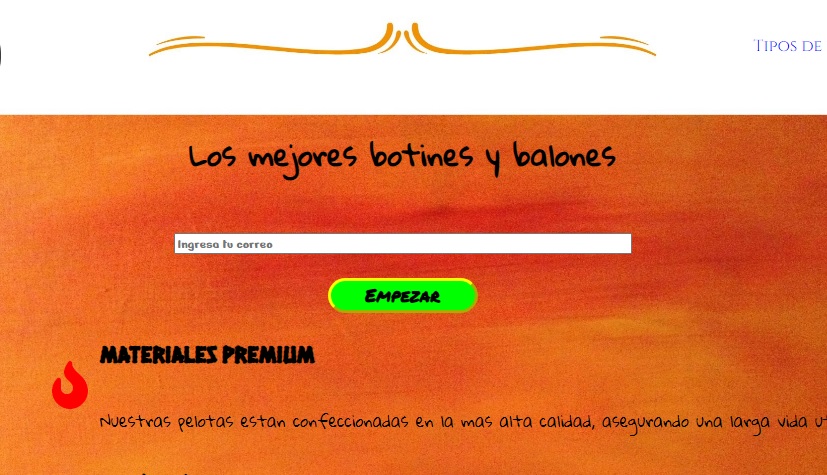 Tipos de
Los mejores botines y balones
Ingresa tu correo
Empezar
MATERIALES PREMIUM
Nuestras pelotas estan confeccionadas en la mas alta calidad, asegurando una larga vida